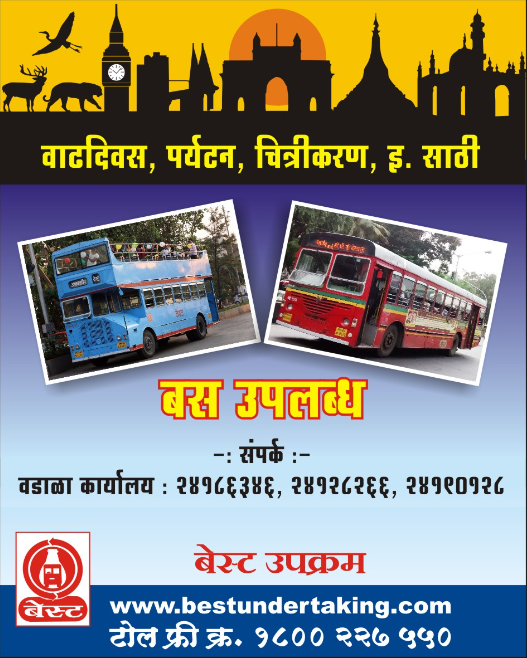 वाढदिवस, पर्यटन, चित्रीकरण, इ. साठी
बस उपलब्ध
-: संपर्क :-
वडाळा कार्यालय : २४१८६३४६, २४१२८२६६, २४१९०१२८
बेस्ट उपक्रम
बेस्ट
www.bestundertaking.com
टोल फ्री क्र. १८०० २२७ ५५०